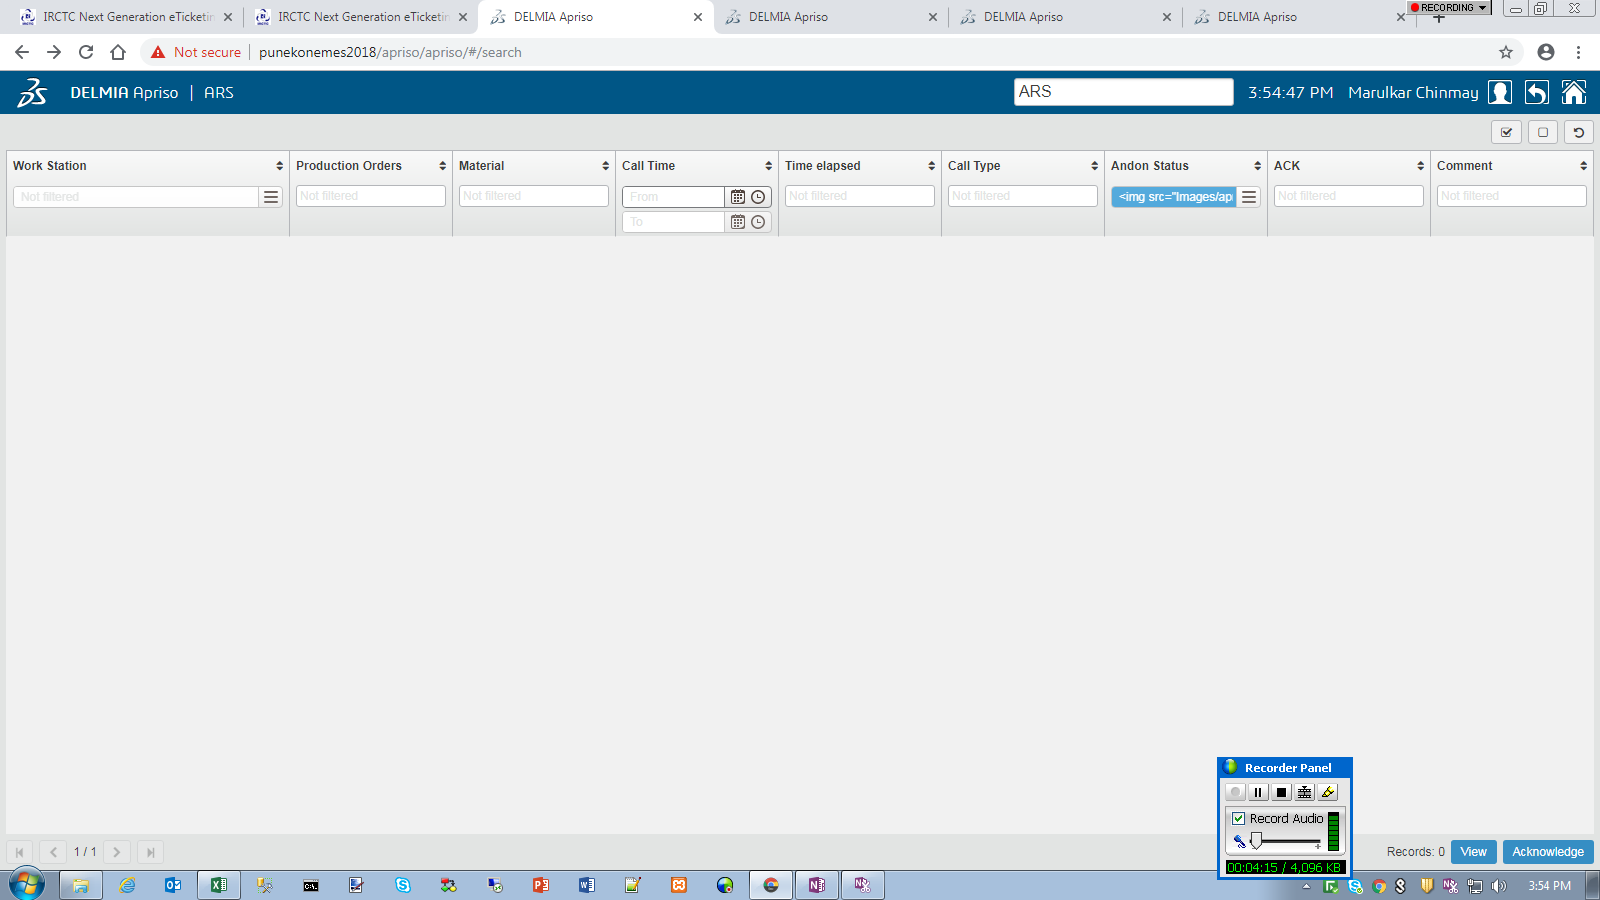 IRCTC Next Generation eTicketin
IRCTC Next Generation eTicketin
DELMIA Apriso
DELMIA Apriso
DELMIA Apriso
DELMIA Apriso
RECORDING
Not secure punekonemes2018/apriso/apriso/#/search
DELMIA Apriso | ARS
ARS
3:54:47 PM
Marulkar Chinmay
Work Station
Production Orders
Material
Call Time
Time elapsed
Call Type
Andon Status
ACK
Comment
Not filtered
Not filtered
Not filtered
From
Not filtered
Not filtered
<img src="Images/ap
Not filtered
Not filtered
To
Recorder Panel
Record Audio
00:04:15 / 4,096 KB
1 / 1
Records: 0
View
Acknowledge
3:54 PM